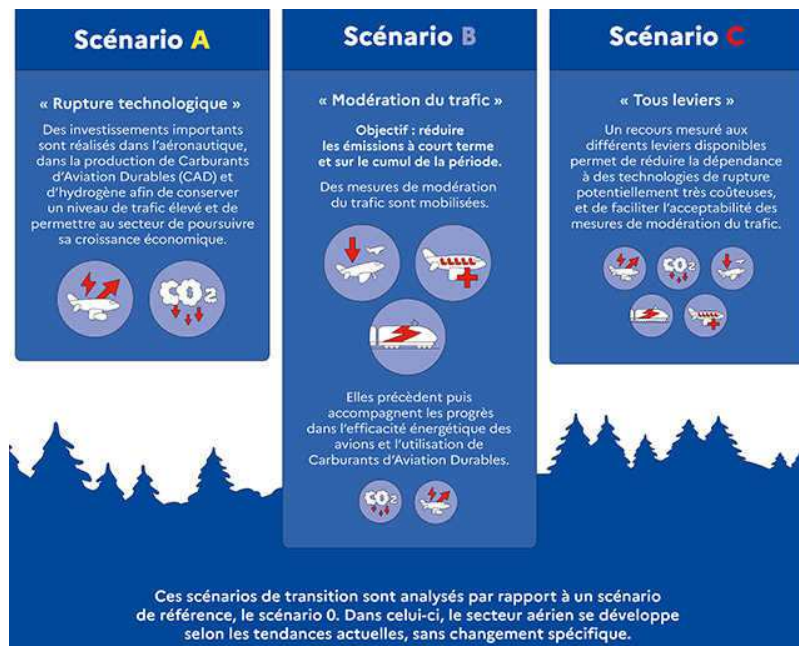 Scénario A
« Rupture technologique »
Des investissements importants
sont réalisés dans l'aéronautique,
dans la production de Carburants
d'Aviation Durables (CAD) et
d'hydrogène afin de conserver
un niveau de trafic élevé et de
permettre au secteur de poursuivre
sa croissance économique.
CO2
Scénario B
« Modération du trafic »
Objectif : réduire
les émissions à court terme
et sur le cumul de la période.
Des mesures de modération
du trafic sont mobilisées.
Elles précèdent puis
accompagnent les progrès
dans l'efficacité énergétique des
avions et l'utilisation de
Carburants d'Aviation Durables.
CO2
Scénario C
« Tous leviers »
Un recours mesuré aux
différents leviers disponibles
permet de réduire la dépendance
à des technologies de rupture
potentiellement très coûteuses,
et de faciliter l'acceptabilité des
mesures de modération du trafic.
CO2
Ces scénarios de transition sont analysés par rapport à un scénario
de référence, le scénario 0. Dans celui-ci, le secteur aérien se développe
selon les tendances actuelles, sans changement spécifique.